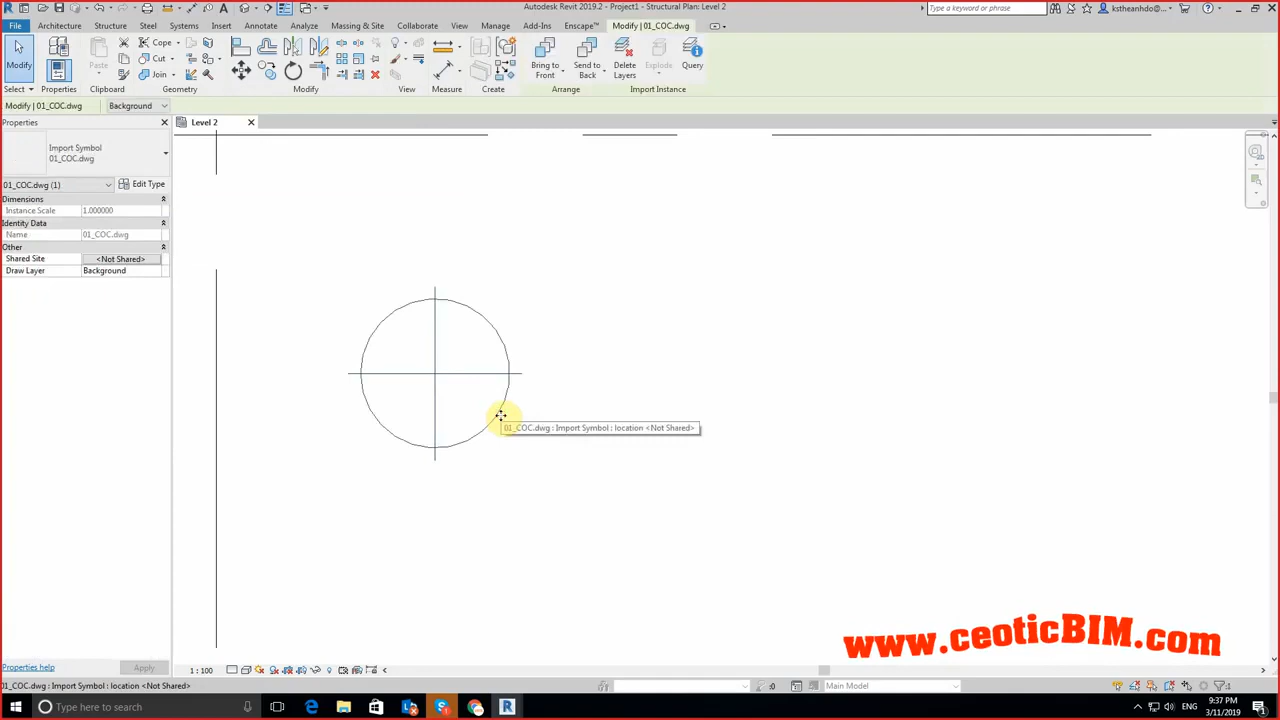 Autodesk Revit 2019.2 - Project1 - Structural Plan: Level 2
Type a keyword or phrase
kstheanhdo@...
File Architecture Structure Steel Systems Insert Annotate Analyze Massing & Site Collaborate View Manage Add-Ins Enscape™ Modify | 01_COC.dwg
Modify Paste Cope Cut Join Bring to Front Send to Back Delete Layers Explode Query
Select Properties Clipboard Geometry Modify View Measure Create Arrange Import Instance
Modify | 01_COC.dwg Background
Properties
Level 2
Import Symbol
01_COC.dwg
01_COC.dwg (1) Edit Type
Dimensions
Instance Scale 1.000000
Identity Data
Name 01_COC.dwg
Other
Shared Site <Not Shared>
Draw Layer Background
01_COC.dwg : Import Symbol : location <Not Shared>
www.ceoticBIM.com
Properties help Apply
1 : 100
01_COC.dwg : Import Symbol : location <Not Shared>
:0 Main Model :1
Type here to search
ENG 9:37 PM
3/11/2019